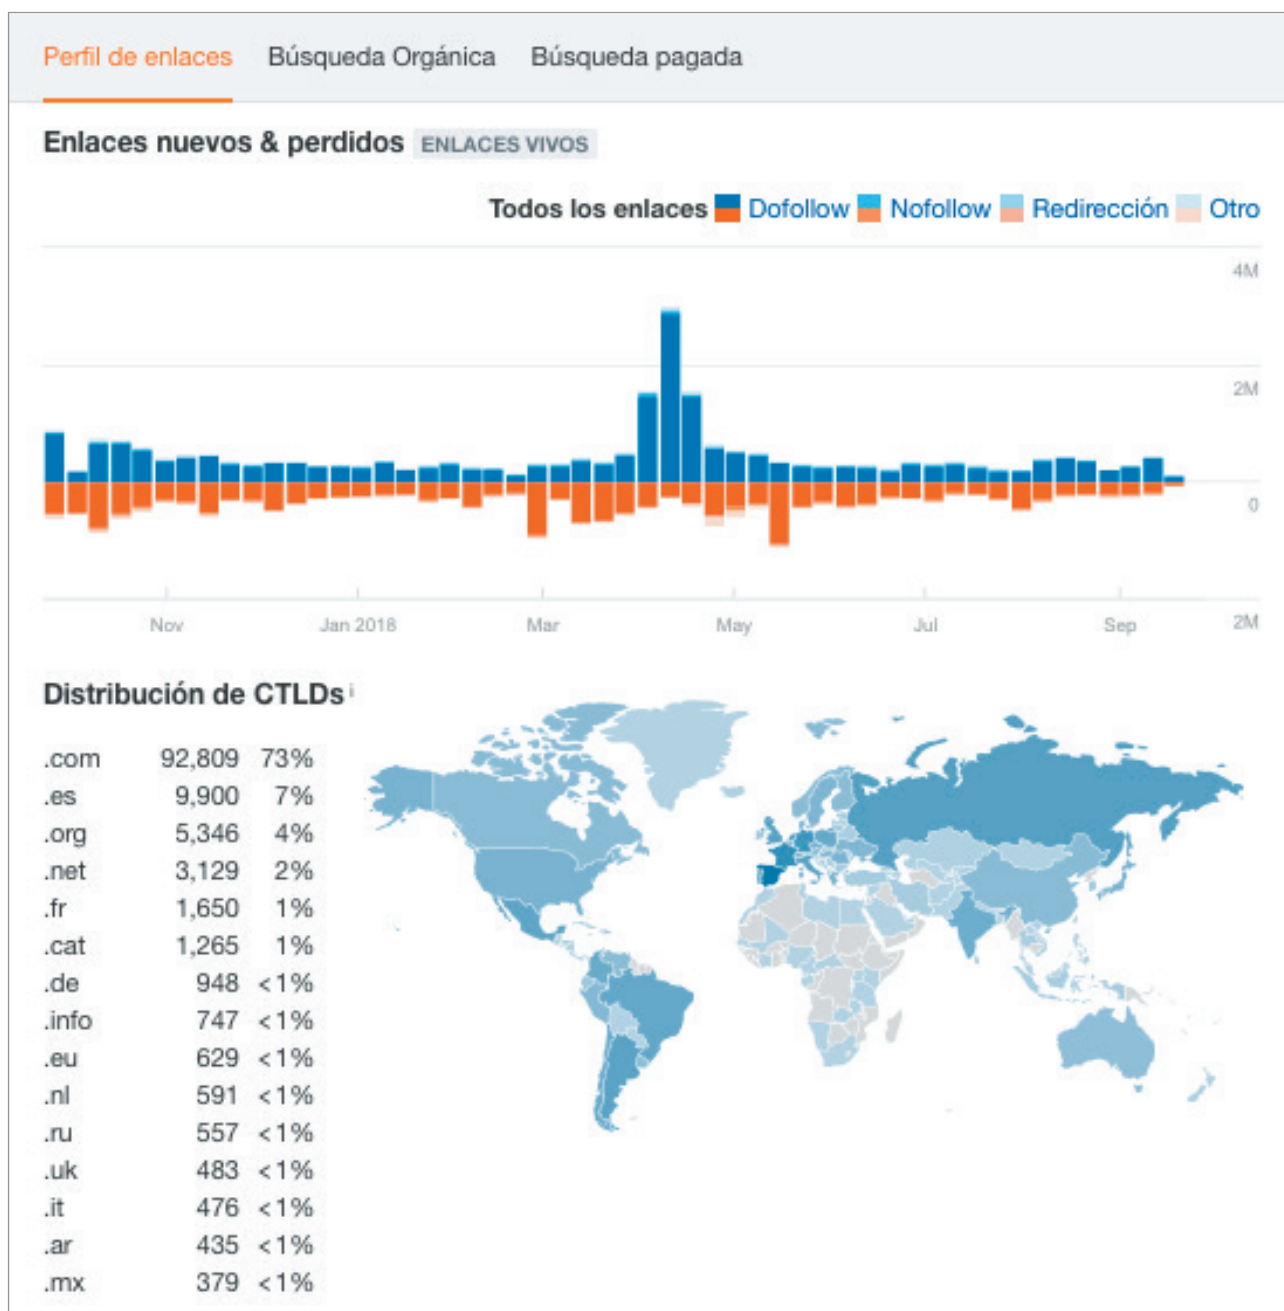 Perfil de enlaces Búsqueda Orgánica Búsqueda pagada
Enlaces nuevos & perdidos ENLACES VIVOS
Todos los enlaces Dofollow Nofollow Redirección Otro
4M
2M
0
2M
Nov Jan 2018 Mar May Jul Sep
Distribución de CTLDs i
.com 92,809 73%
.es 9,900 7%
.org 5,346 4%
.net 3,129 2%
.fr 1,650 1%
.cat 1,265 1%
.de 948 <1%
.info 747 <1%
.eu 629 <1%
.nl 591 <1%
.ru 557 <1%
.uk 483 <1%
.it 476 <1%
.ar 435 <1%
.mx 379 <1%